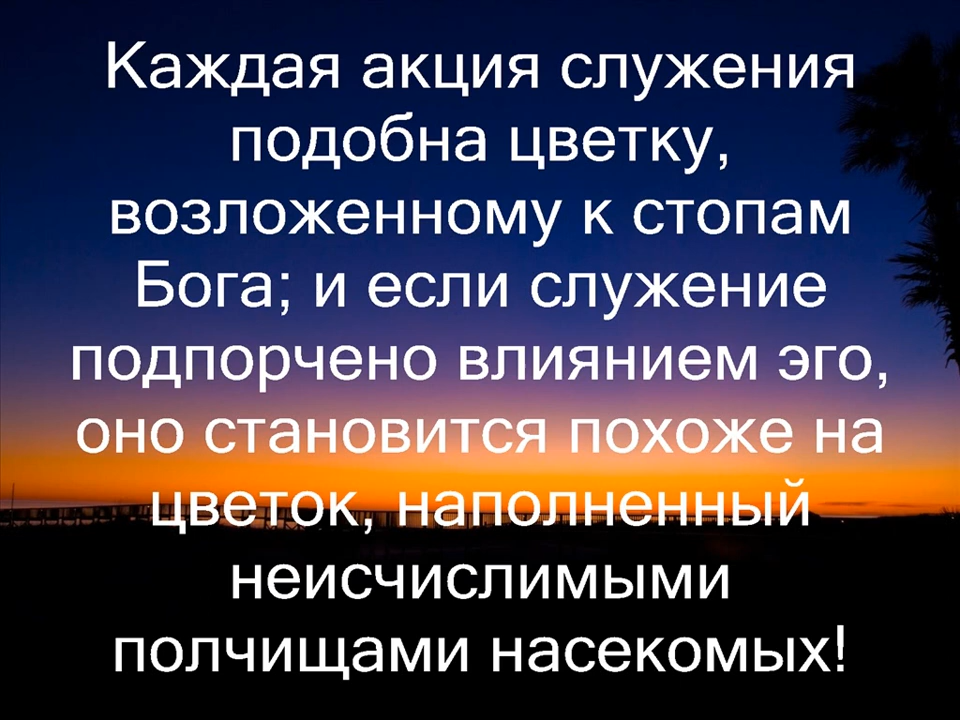 Каждая акция служения
подобна цветку,
возложенному к стопам
Бога; и если служение
подпорчено влиянием эго,
оно становится похоже на
цветок, наполненный
неисчислимыми
полчищами насекомых!